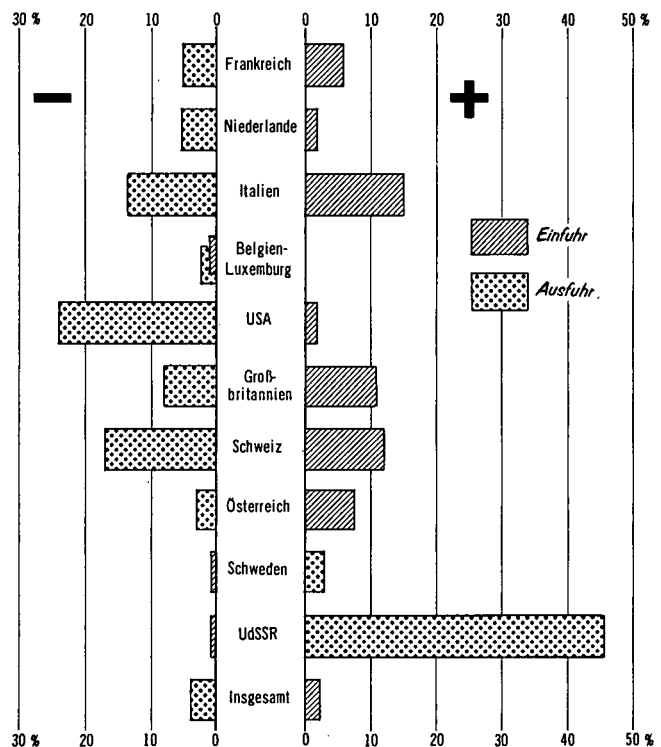 30 % 20 10 0 0 10 20 30 40 50 %
Frankreich
− +
Niederlande
Italien
Einfuhr
Belgien-
Luxemburg
Ausfuhr
USA
Groß-
britannien
Schweiz
Österreich
Schweden
UdSSR
Insgesamt
30 % 20 10 0 0 10 20 30 40 50 %